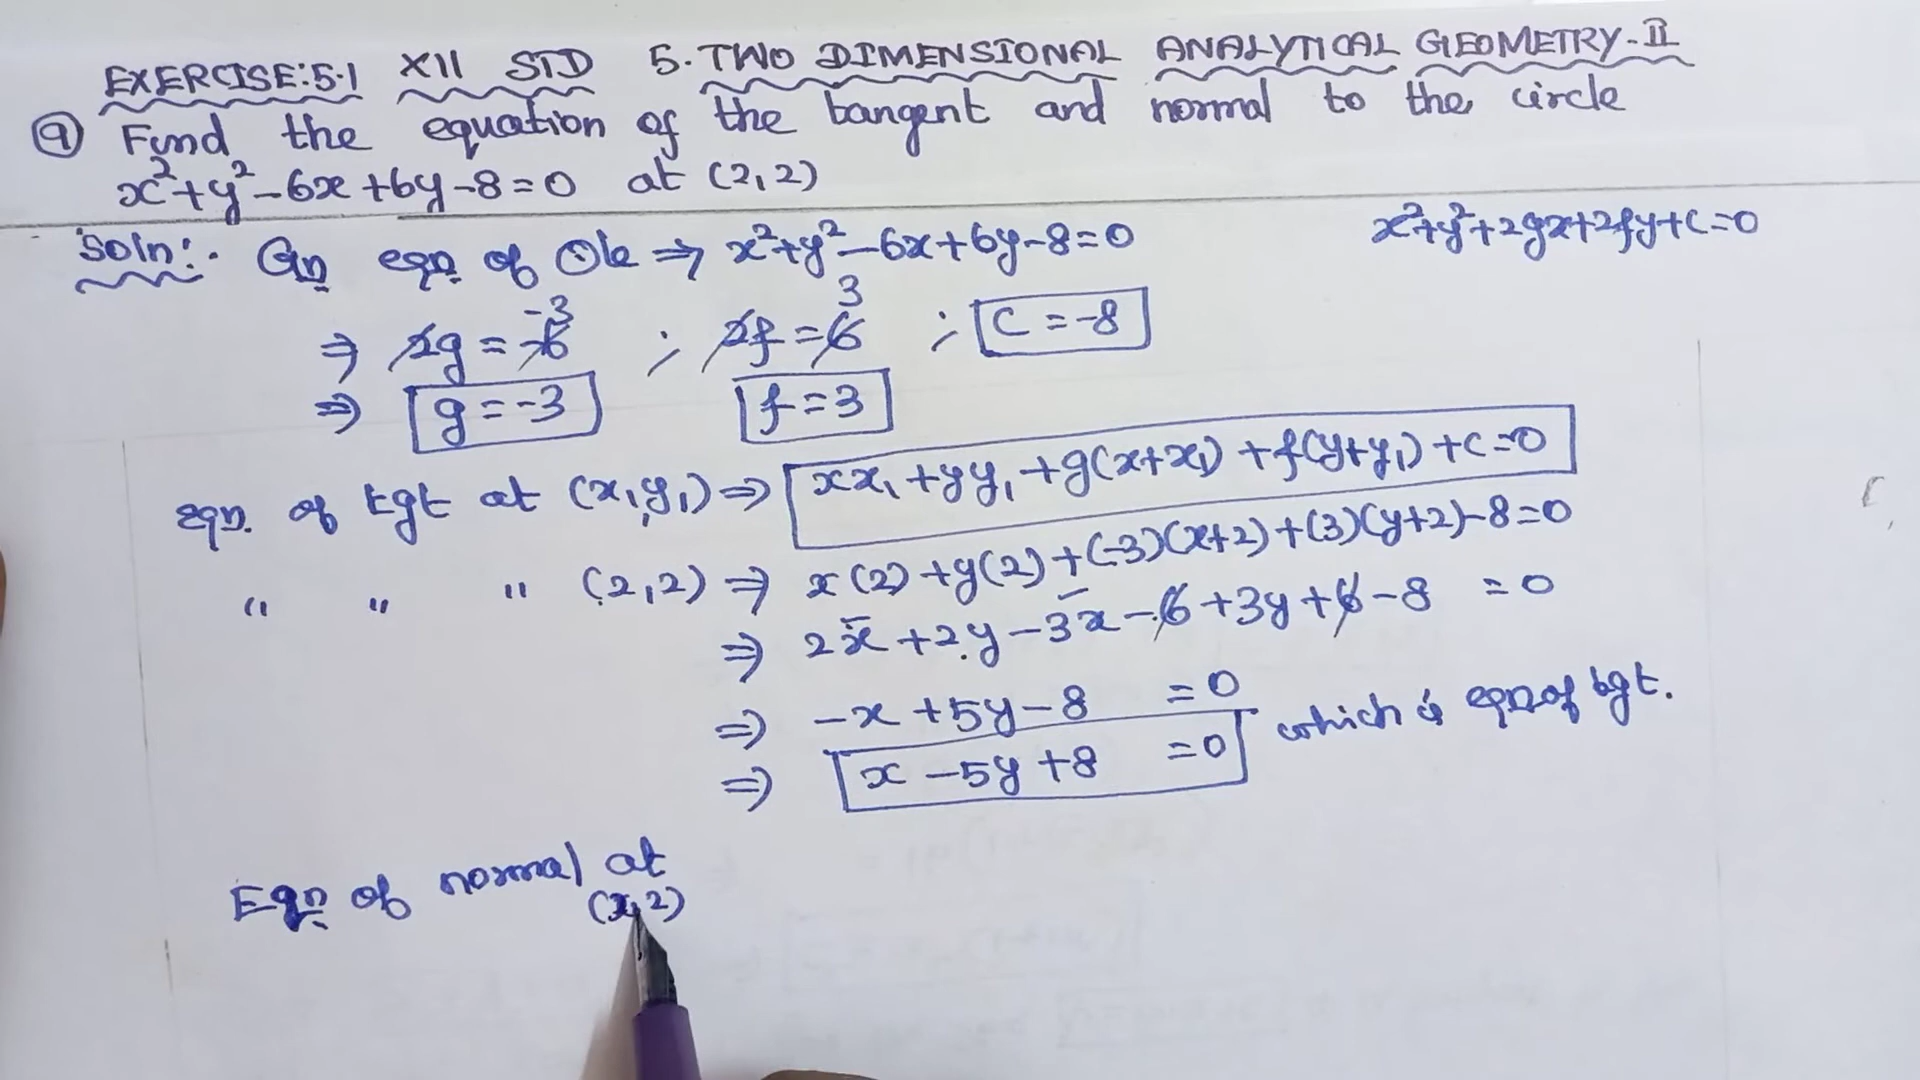 EXERCISE:5.1 XII STD 5.TWO DIMENSIONAL ANALYTICAL GEOMETRY-II
⑨ Find the equation of the tangent and normal to the circle
x²+y²-6x+6y-8=0 at (2,2)
Soln:- Gn eqn of ⊙le ⇒ x²+y²-6x+6y-8=0 x²+y²+2gx+2fy+c=0
-3 3
⇒ 2g=-6 ; 2f=6 ; c=-8
⇒ g=-3 f=3
eqn. of tgt at (x₁y₁) ⇒ xx₁+yy₁+g(x+x₁)+f(y+y₁)+c=0
" " " (2,2) ⇒ x(2)+y(2)+(-3)(x+2)+(3)(y+2)-8=0
⇒ 2x+2y-3x-6+3y+6-8 =0
⇒ -x+5y-8 =0
⇒ x-5y+8 =0 which is eqn of tgt.
Eqn of normal at